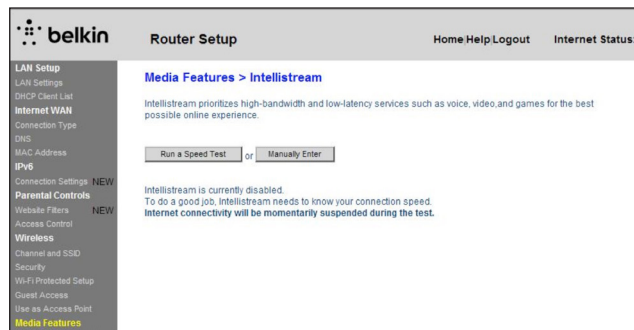 belkin
Router Setup
Home|Help|Logout
Internet Status:
LAN Setup
LAN Settings
DHCP Client List
Internet WAN
Connection Type
DNS
MAC Address
IPv6
Connection Settings NEW
Parental Controls
Website Filters NEW
Access Control
Wireless
Channel and SSID
Security
Wi-Fi Protected Setup
Guest Access
Use as Access Point
Media Features
Media Features > Intellistream
Intellistream prioritizes high-bandwidth and low-latency services such as voice, video,and games for the best
possible online experience.
Run a Speed Test or Manually Enter
Intellistream is currently disabled.
To do a good job, Intellistream needs to know your connection speed.
Internet connectivity will be momentarily suspended during the test.